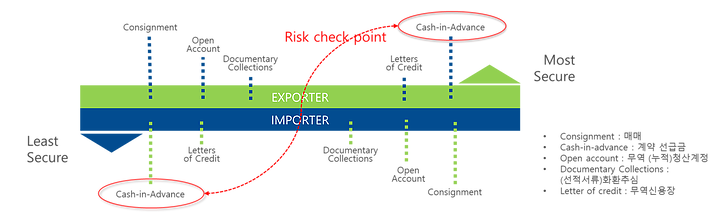 Consignment
Open
Account
Documentary
Collections
Risk check point
Letters
of Credit
Cash-in-Advance
Most
Secure
EXPORTER
IMPORTER
Least
Secure
Cash-in-Advance
Letters
of Credit
Documentary
Collections
Open
Account
Consignment
• Consignment : 매매
• Cash-in-advance : 계약 선급금
• Open account : 무역 (누적)청산계정
• Documentary Collections :
(선적서류)화환추심
• Letter of credit : 무역신용장